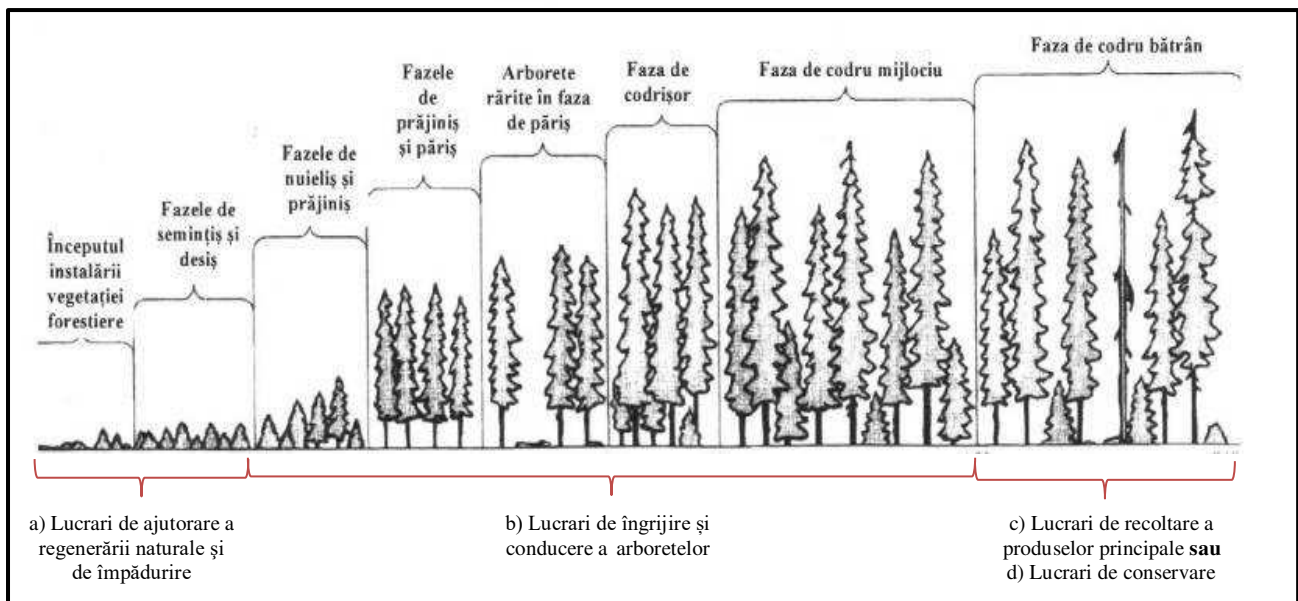 Începutul
instalării
vegetației
forestiere
Fazele de
semințiș și
desiș
Fazele de
nuieliș și
prăjiniș
Fazele
de
prăjiniș
și păriș
Arborete
rărite în faza
de păriș
Faza de
codrișor
Faza de codru mijlociu
Faza de codru bătrân
a) Lucrari de ajutorare a
regenerării naturale şi
de împădurire
b) Lucrari de îngrijire și
conducere a arboretelor
c) Lucrari de recoltare a
produselor principale sau
d) Lucrari de conservare